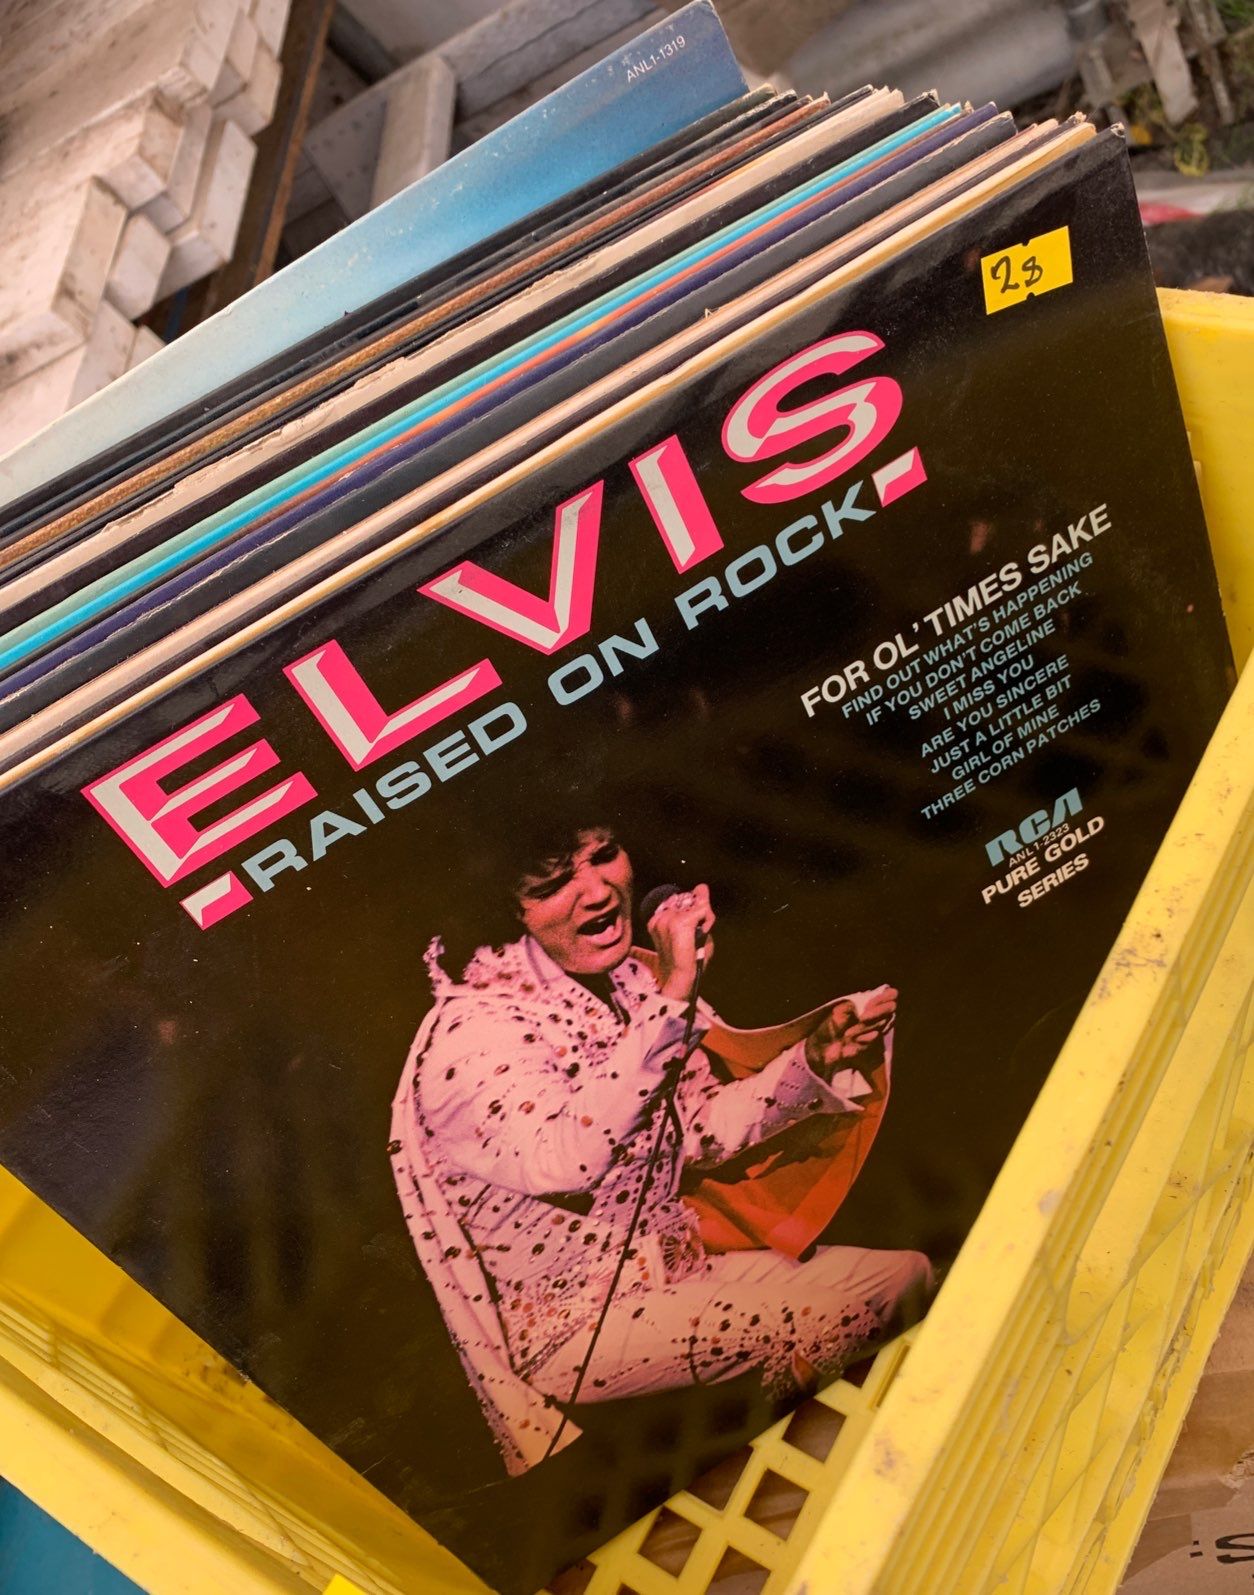 ANL1-1319
28
ELVIS
RAISED ON ROCK
FOR OL' TIMES SAKE
FIND OUT WHAT'S HAPPENING
IF YOU DON'T COME BACK
SWEET ANGELINE
I MISS YOU
ARE YOU SINCERE
JUST A LITTLE BIT
GIRL OF MINE
THREE CORN PATCHES
RCA
ANL1-2323
PURE GOLD
SERIES